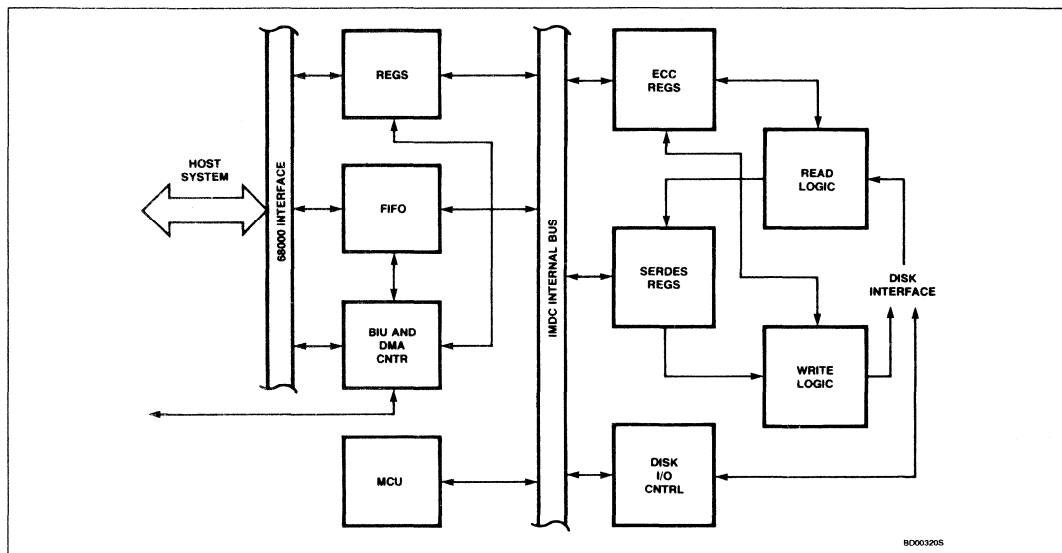 HOST
SYSTEM
68000 INTERFACE
REGS
FIFO
BIU AND
DMA
CNTR
MCU
IMDC INTERNAL BUS
ECC
REGS
READ
LOGIC
SERDES
REGS
DISK
INTERFACE
WRITE
LOGIC
DISK
I/O
CNTRL
BD00320S